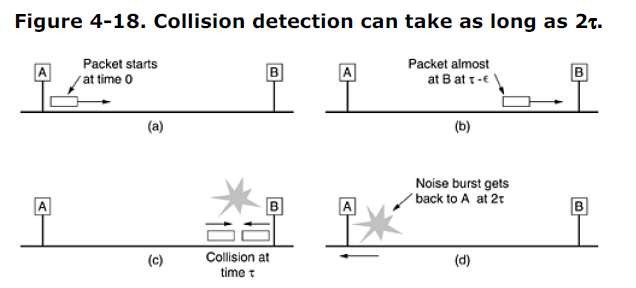 Figure 4-18. Collision detection can take as long as 2τ.
A
Packet starts
at time 0
B
(a)
A
Packet almost
at B at τ-ϵ
B
(b)
A
B
(c)
Collision at
time τ
A
Noise burst gets
back to A at 2τ
B
(d)